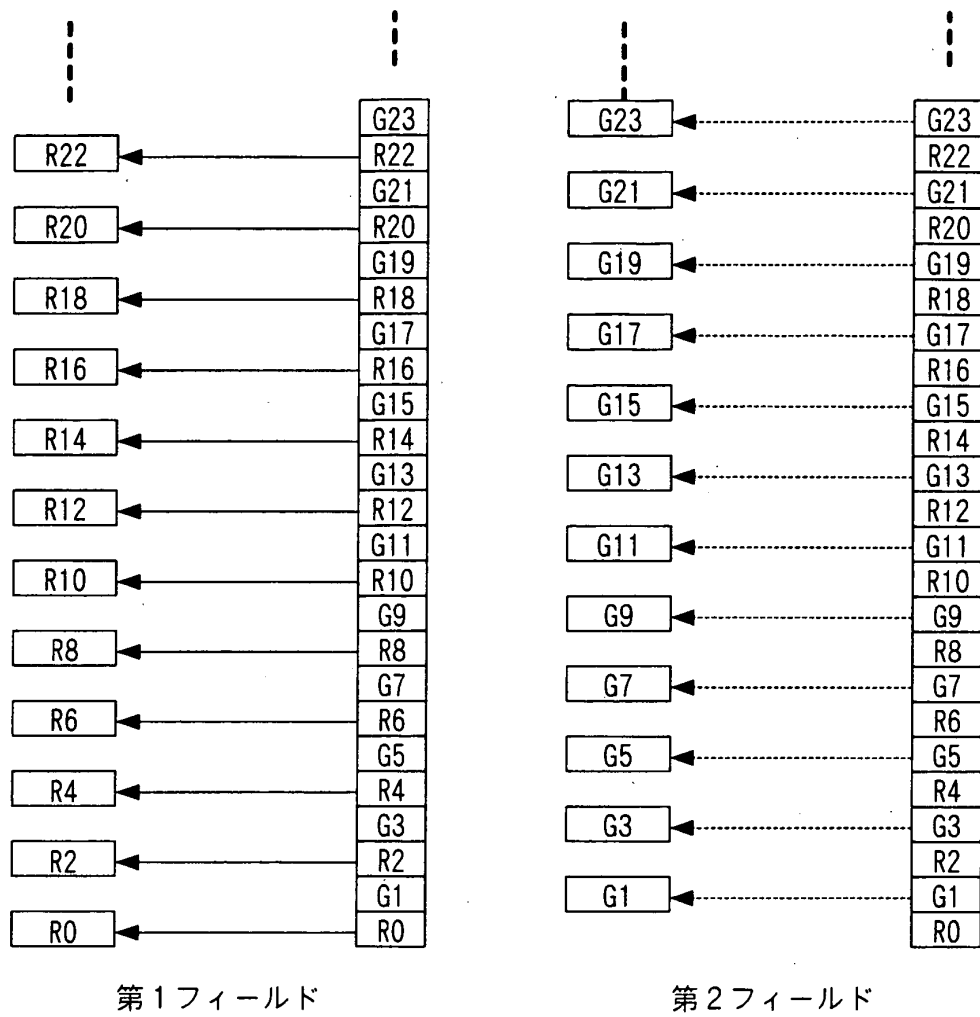 G23 G23 G23
R22 R22 R22
G21 G21 G21
R20 R20 R20
G19 G19 G19
R18 R18 R18
G17 G17 G17
R16 R16 R16
G15 G15 G15
R14 R14 R14
G13 G13 G13
R12 R12 R12
G11 G11 G11
R10 R10 R10
G9 G9 G9
R8 R8 R8
G7 G7 G7
R6 R6 R6
G5 G5 G5
R4 R4 R4
G3 G3 G3
R2 R2 R2
G1 G1 G1
R0 R0 R0
第1フィールド 第2フィールド